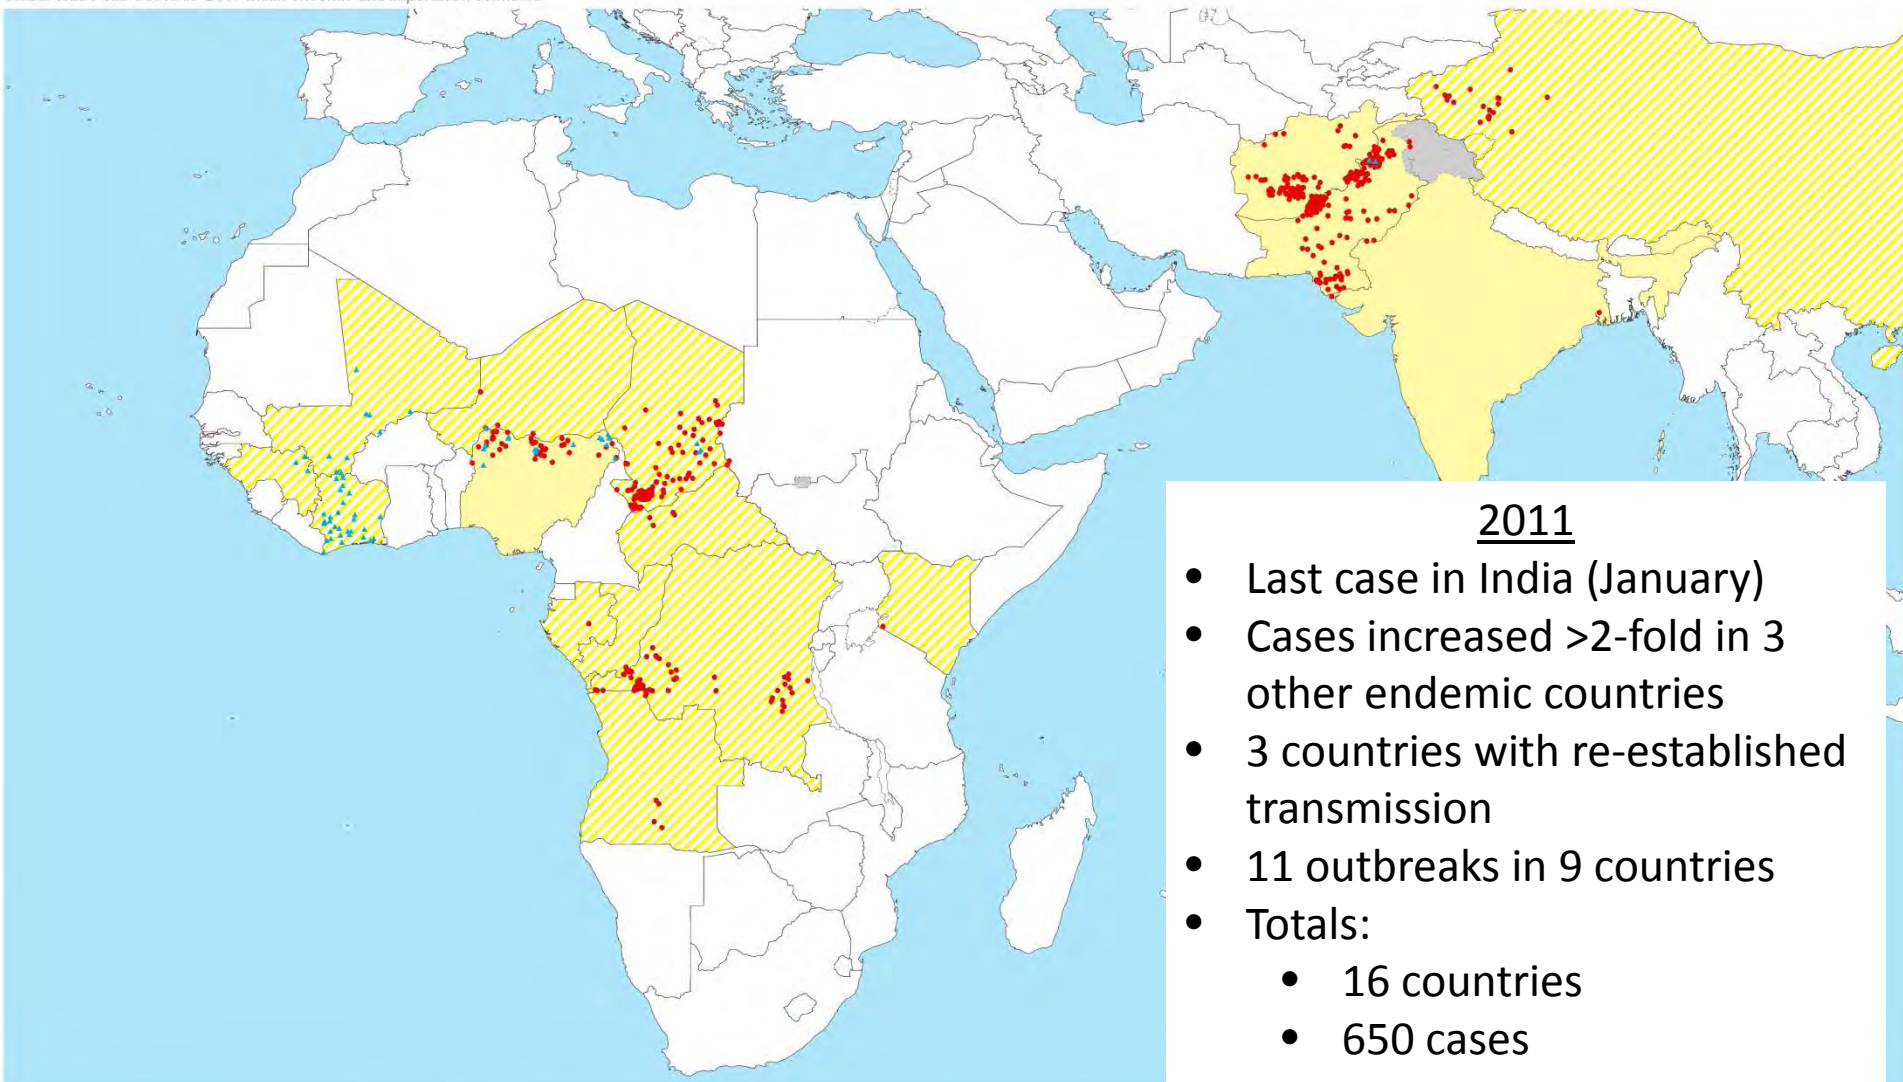 2011
• Last case in India (January)
• Cases increased >2-fold in 3
other endemic countries
• 3 countries with re-established
transmission
• 11 outbreaks in 9 countries
• Totals:
• 16 countries
• 650 cases